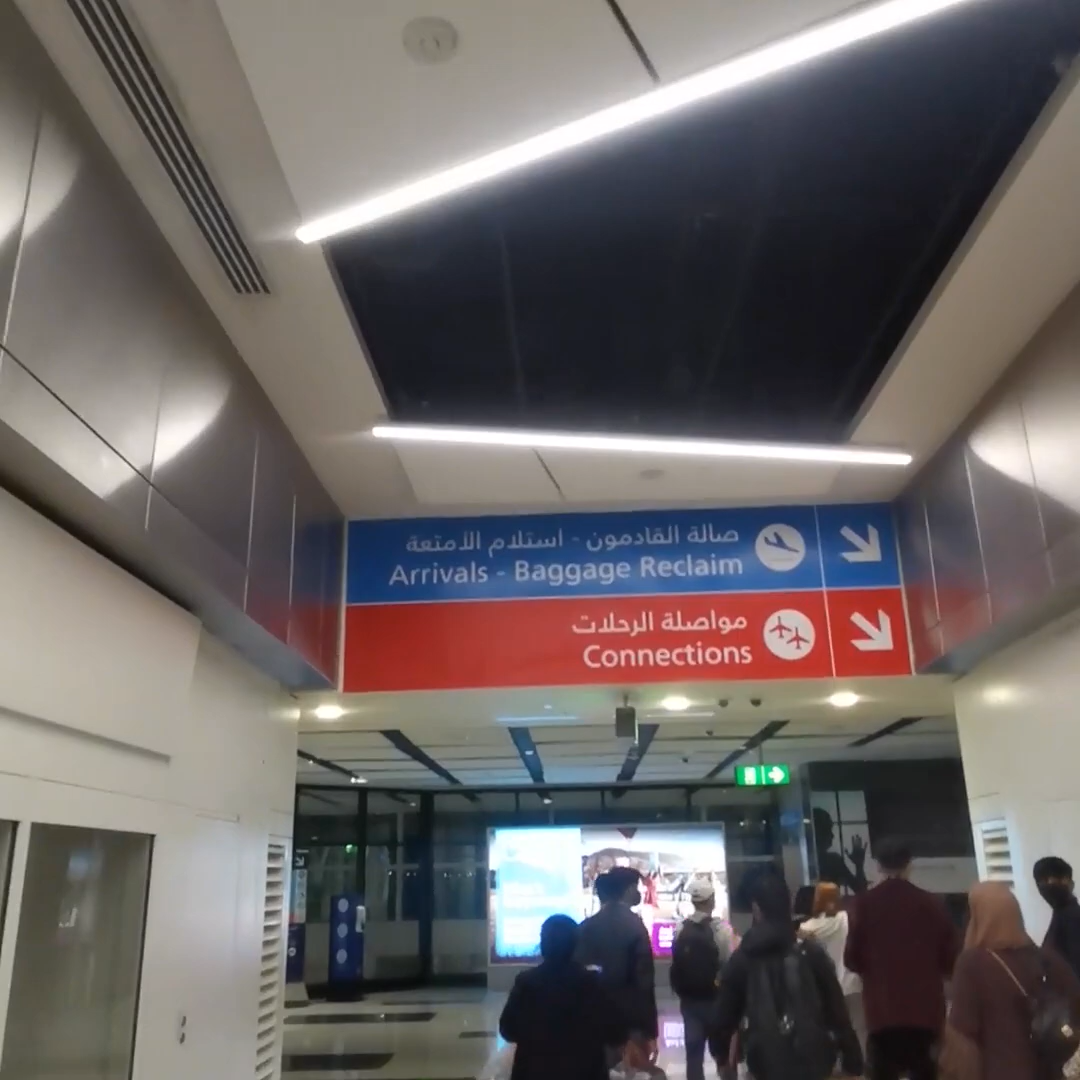 صالة القادمون - استلام الأمتعة
Arrivals - Baggage Reclaim
مواصلة الرحلات
Connections